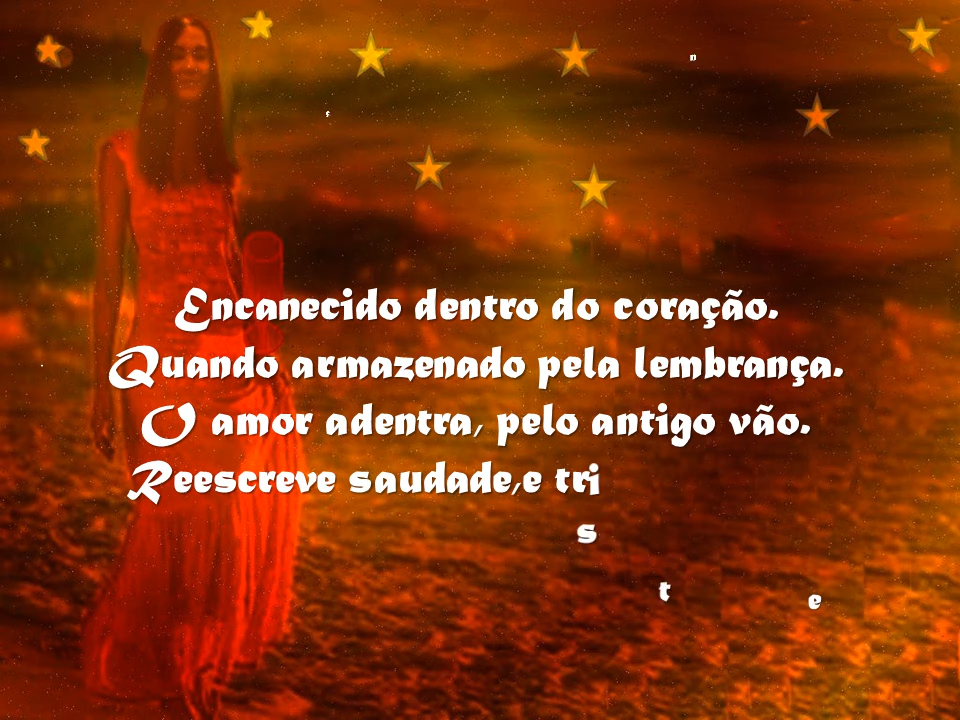 Encanecido dentro do coração.
Quando armazenado pela lembrança.
O amor adentra, pelo antigo vão.
Reescreve saudade,e tri
s
t
e